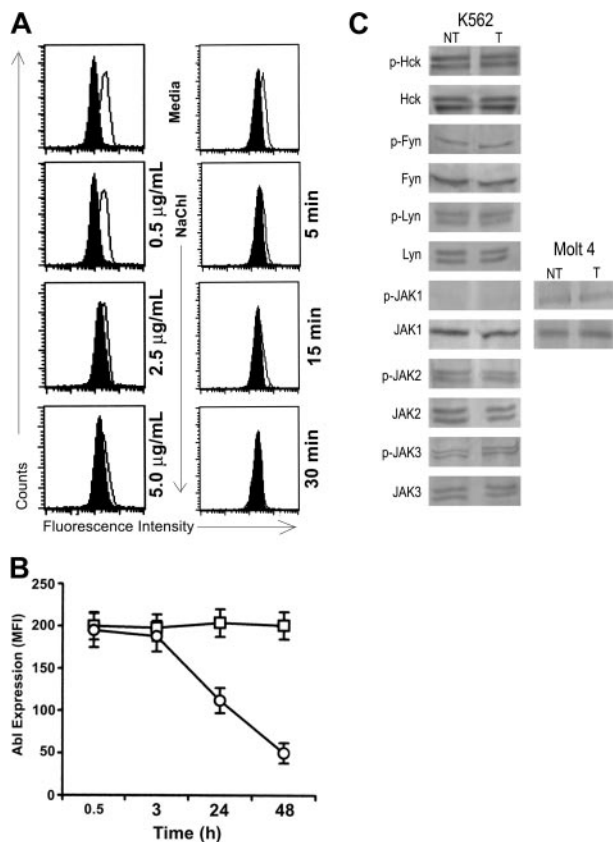 A
Counts
Fluorescence Intensity
Media
0.5 µg/mL
2.5 µg/mL
5.0 µg/mL
NaChl
5 min
15 min
30 min
B
Abl Expression (MFI)
250
200
150
100
50
0
0.5 3 24 48
Time (h)
C
K562
NT T
p-Hck
Hck
p-Fyn
Fyn
p-Lyn
Lyn
p-JAK1
JAK1
p-JAK2
JAK2
p-JAK3
JAK3
Molt 4
NT T